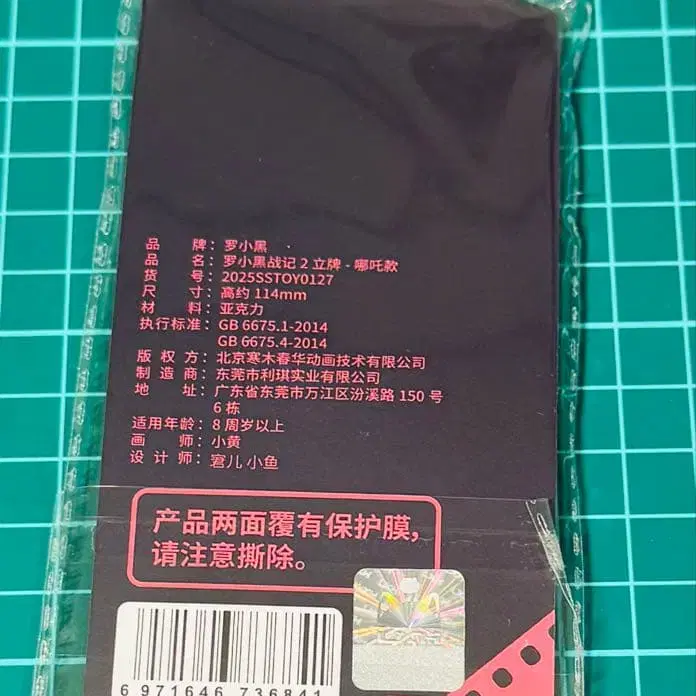 品 牌：罗小黑
品 名：罗小黑战记 2 立牌 - 哪吒款
货 号：2025SSTOY0127
尺 寸：高约 114mm
材 料：亚克力
执行标准：GB 6675.1-2014
GB 6675.4-2014
版 权 方：北京寒木春华动画技术有限公司
制 造 商：东莞市利琪实业有限公司
地 址：广东省东莞市万江区汾溪路 150 号
6 栋
适用年龄：8 周岁以上
画 师：小黄
设 计 师：窘儿 小鱼
产品两面覆有保护膜，
请注意撕除。
6 971646 736841